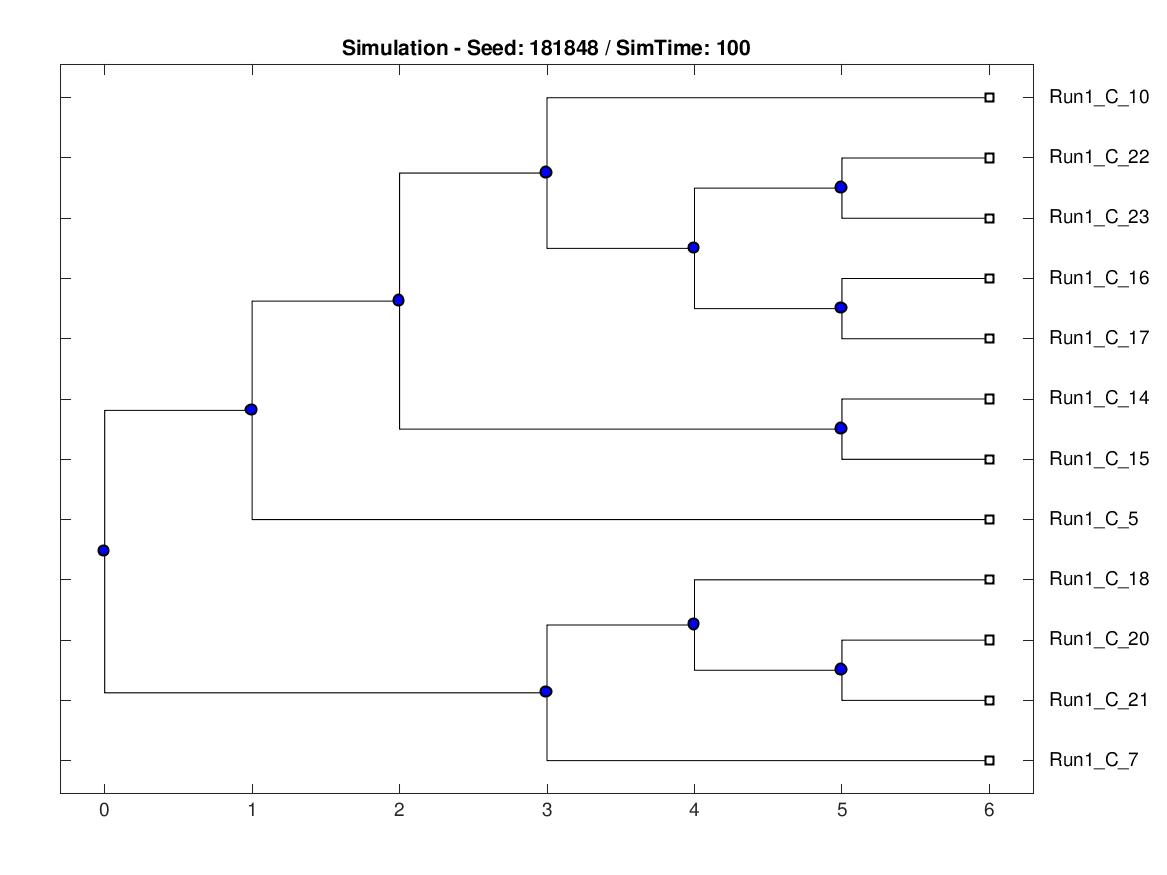 Simulation - Seed: 181848 / SimTime: 100
Run1_C_10
Run1_C_22
Run1_C_23
Run1_C_16
Run1_C_17
Run1_C_14
Run1_C_15
Run1_C_5
Run1_C_18
Run1_C_20
Run1_C_21
Run1_C_7
0 1 2 3 4 5 6